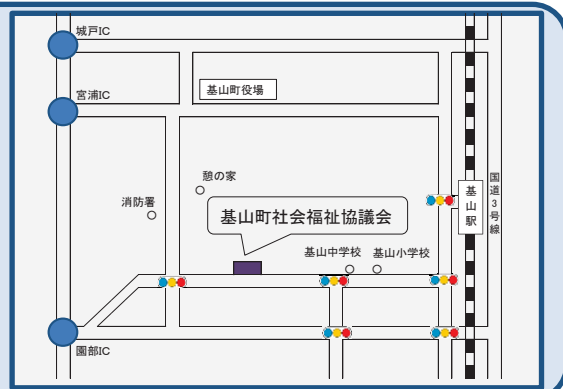 城戸IC
宮浦IC
基山町役場
憩の家
消防署
基山町社会福祉協議会
基山中学校
基山小学校
基山駅
国道3号線
園部IC